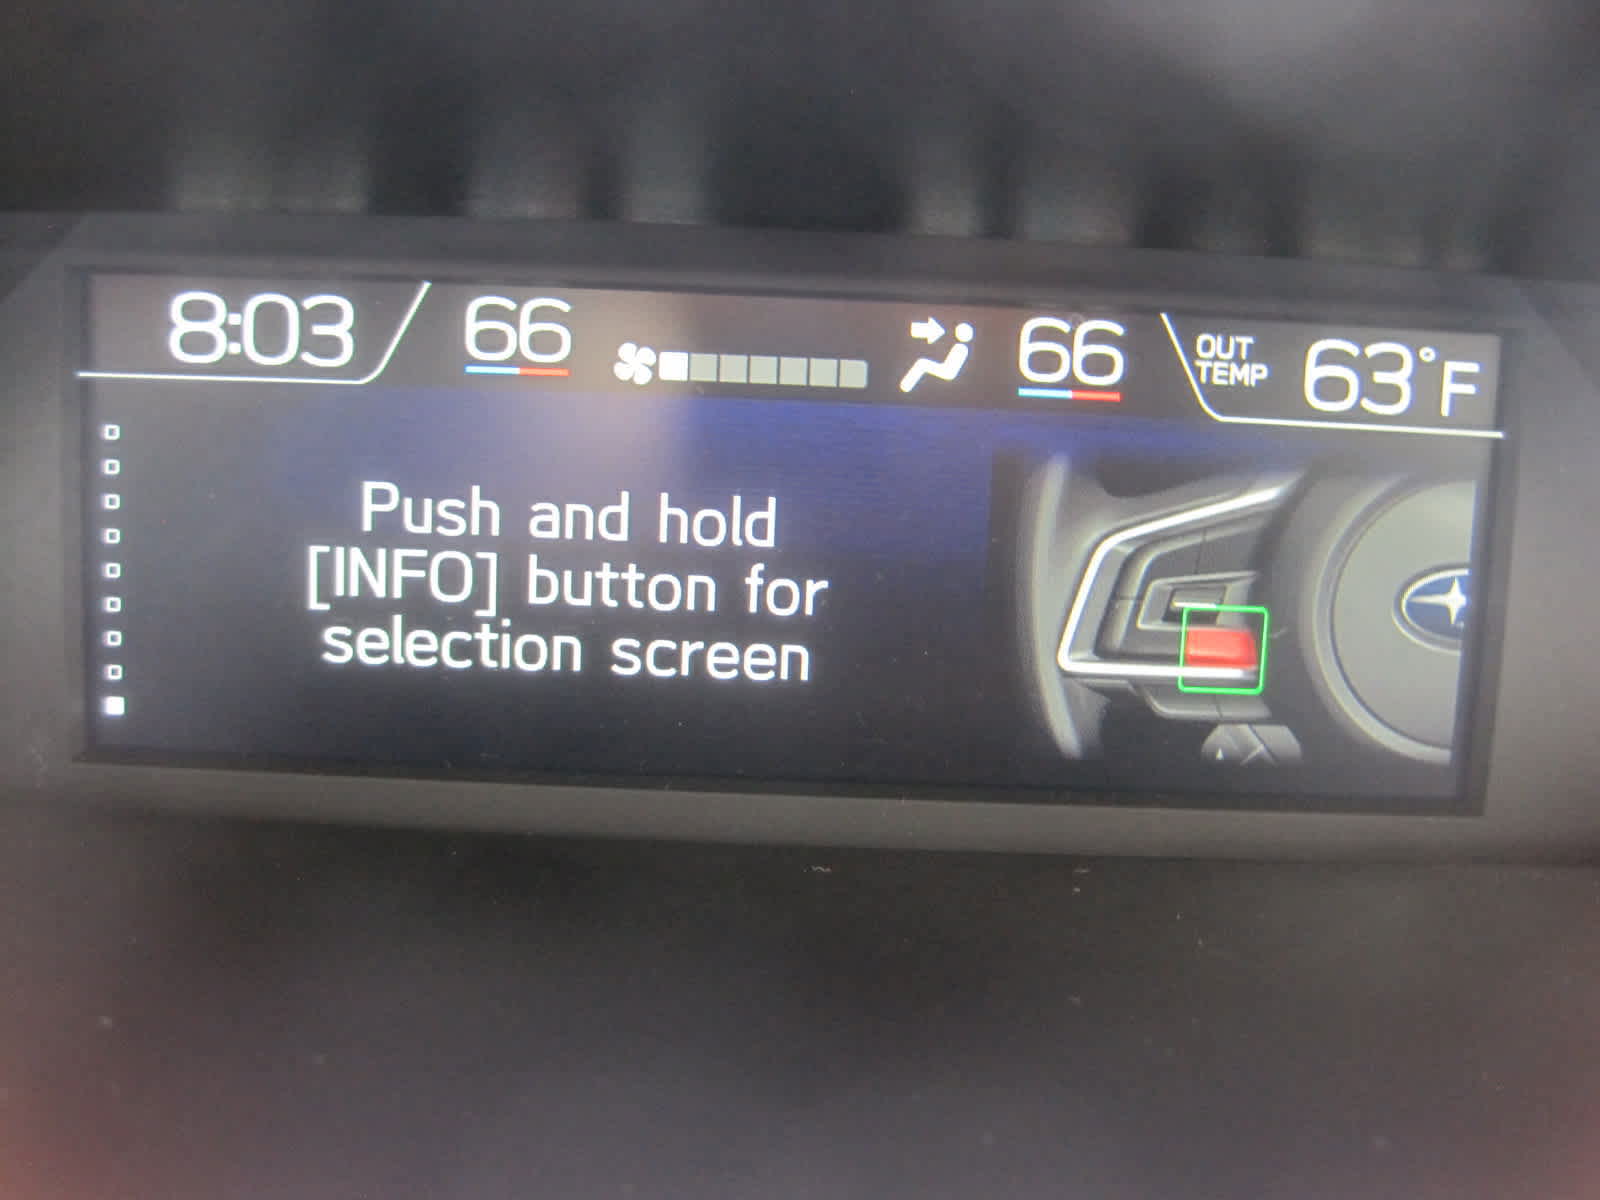 8:03
66
66
OUT
TEMP
63°F
Push and hold
[INFO] button for
selection screen